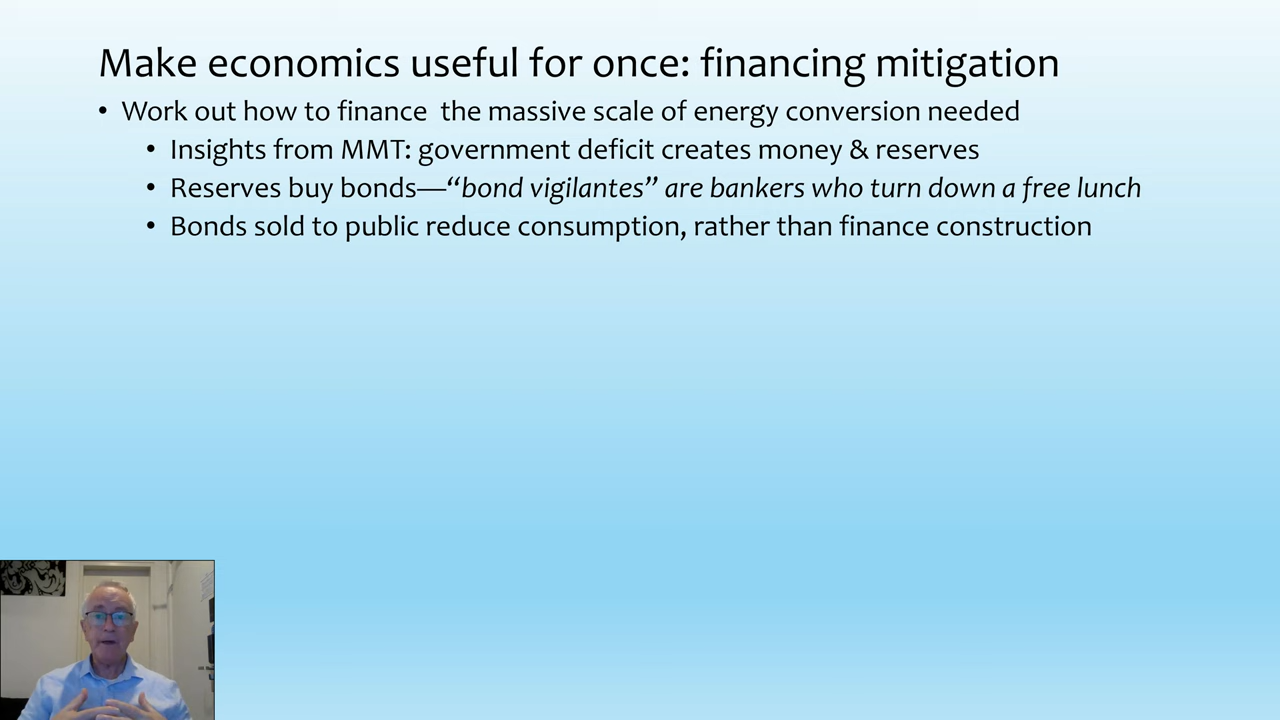 Make economics useful for once: financing mitigation
• Work out how to finance the massive scale of energy conversion needed
• Insights from MMT: government deficit creates money & reserves
• Reserves buy bonds—“bond vigilantes” are bankers who turn down a free lunch
• Bonds sold to public reduce consumption, rather than finance construction